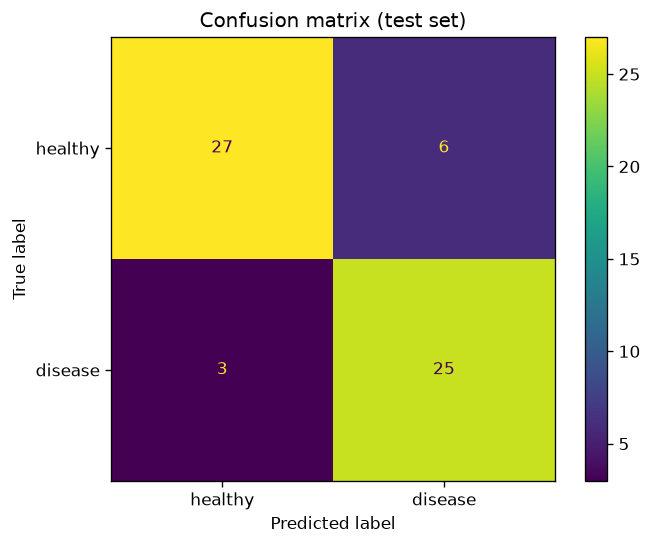 Confusion matrix (test set)
True label
healthy
disease
27
6
3
25
healthy
disease
Predicted label
25
20
15
10
5